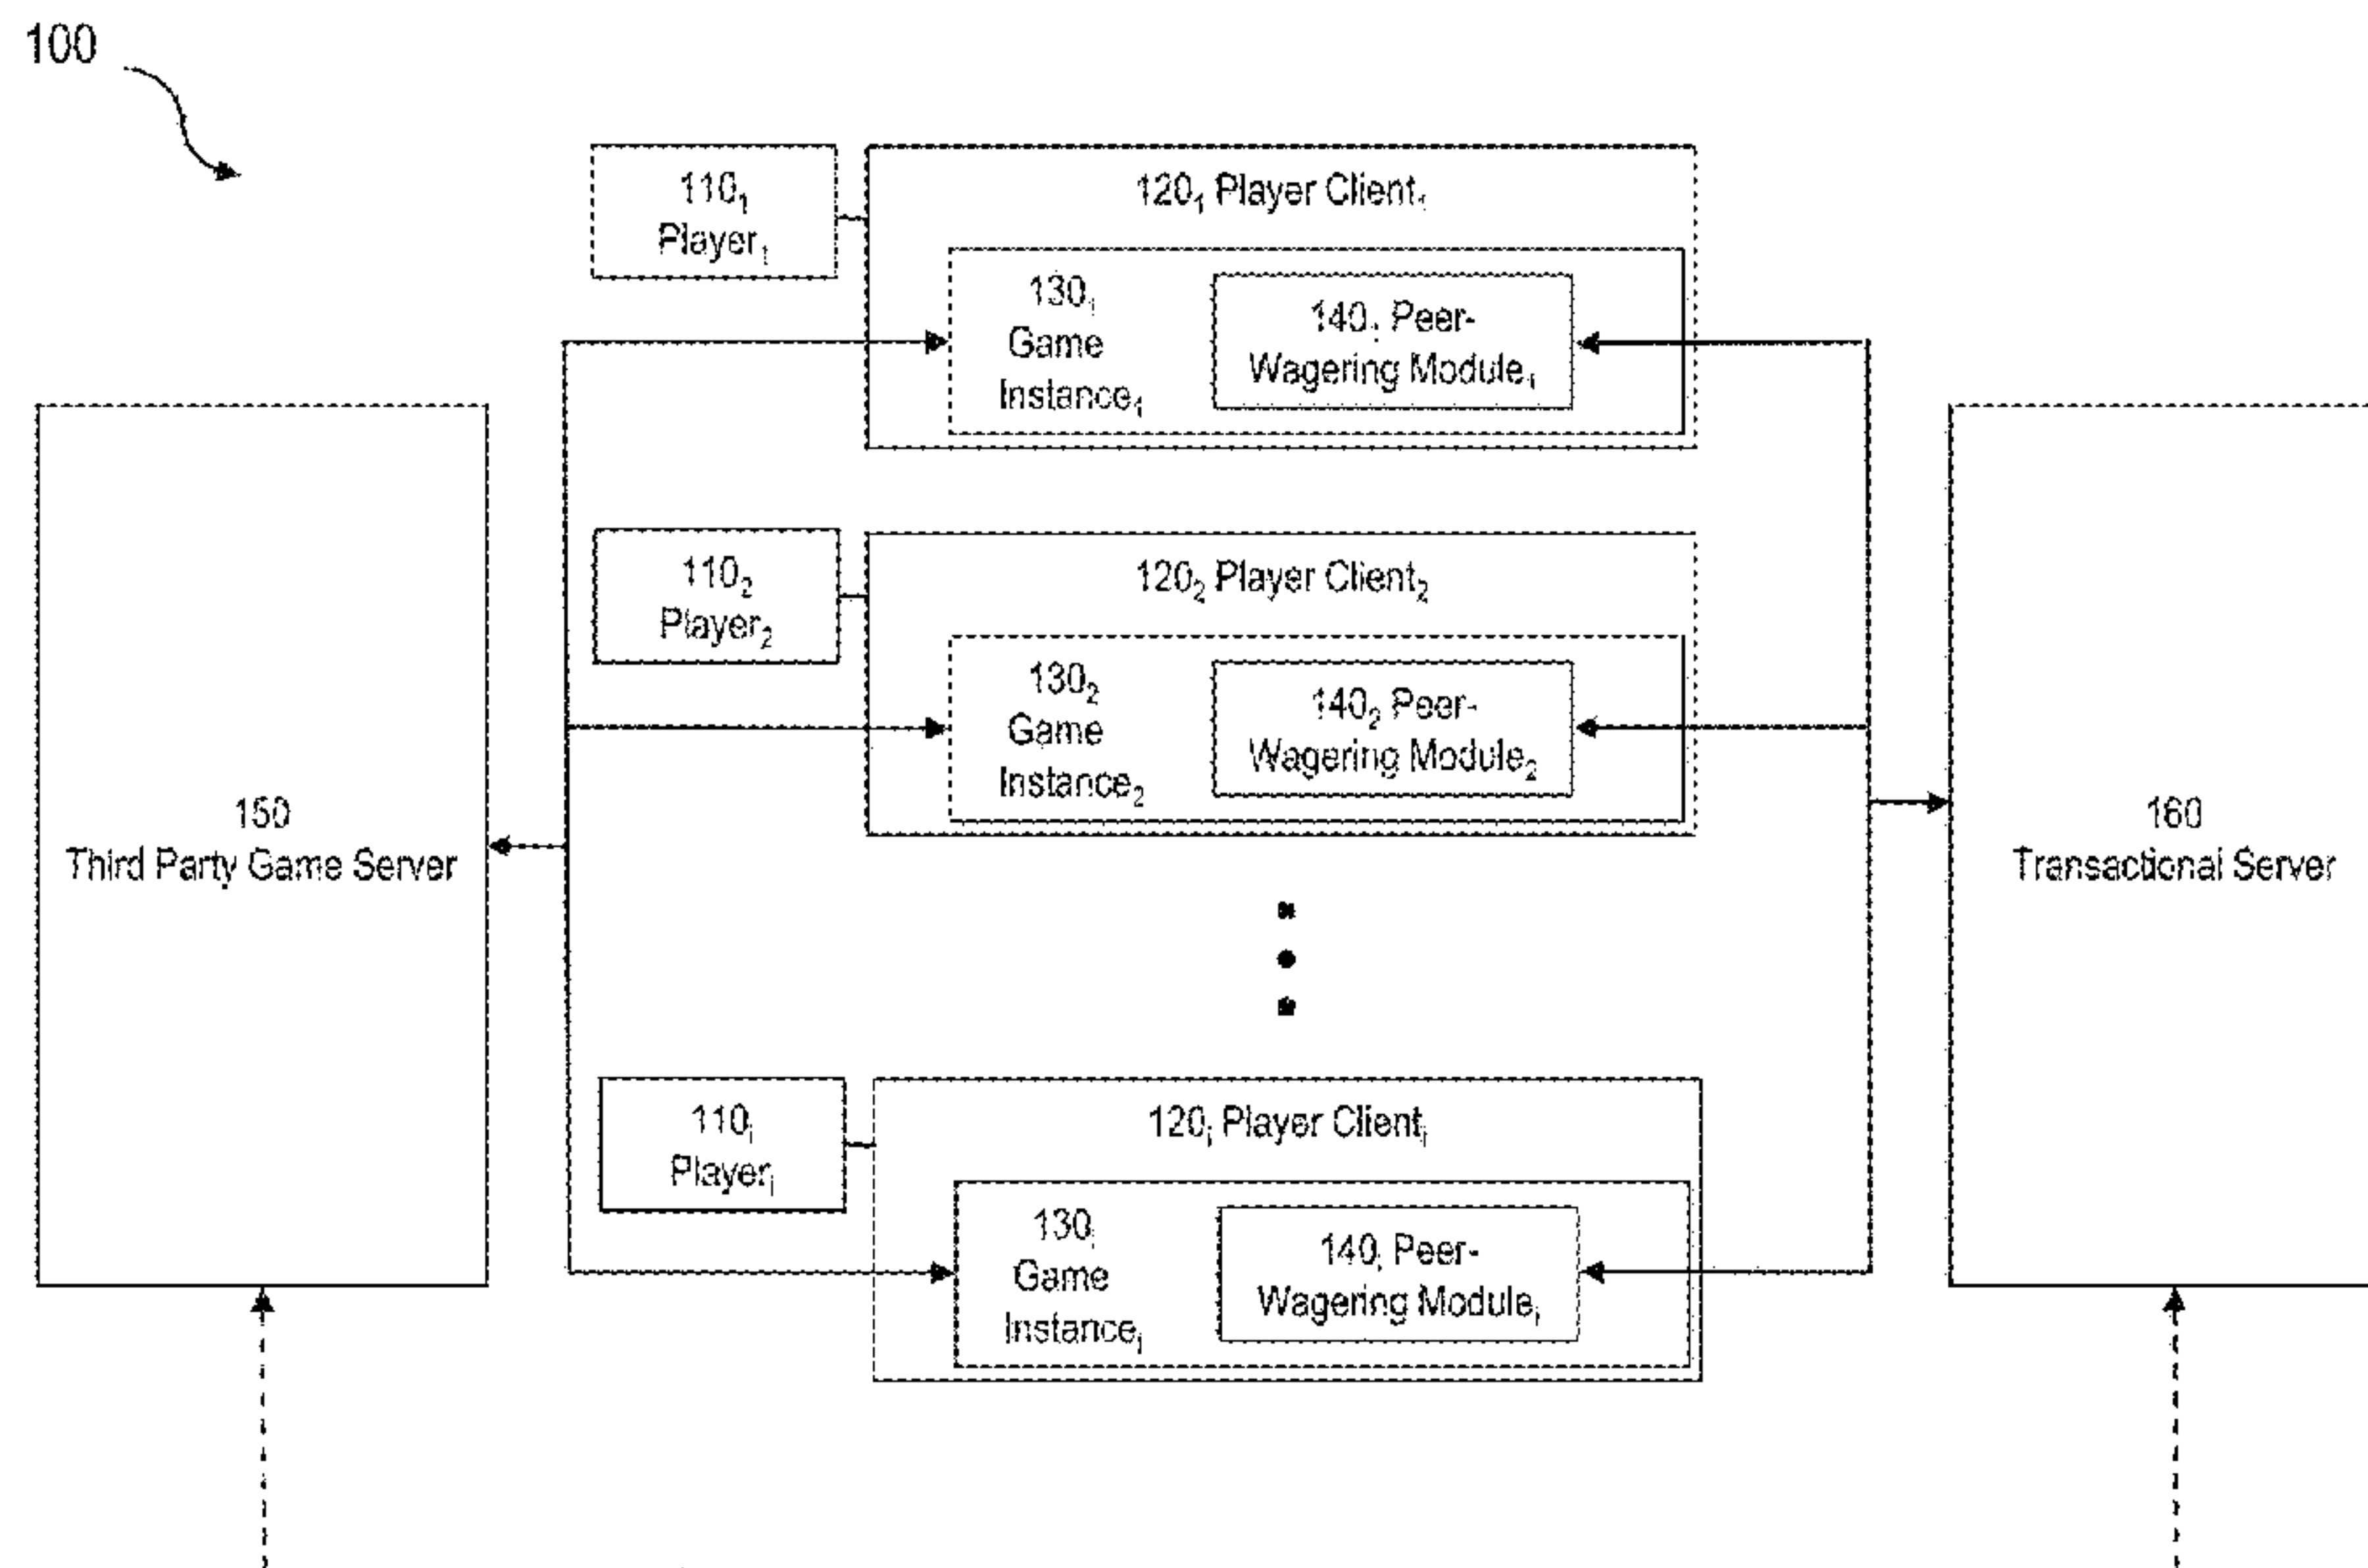 100
110₁
Player₁
120₁ Player Client₁
130₁
Game
Instance₁
140₁ Peer-
Wagering Module₁
110₂
Player₂
120₂ Player Client₂
130₂
Game
Instance₂
140₂ Peer-
Wagering Module₂
150
Third Party Game Server
160
Transactional Server
110ᵢ
Playerᵢ
120ᵢ Player Clientᵢ
130ᵢ
Game
Instanceᵢ
140ᵢ Peer-
Wagering Moduleᵢ